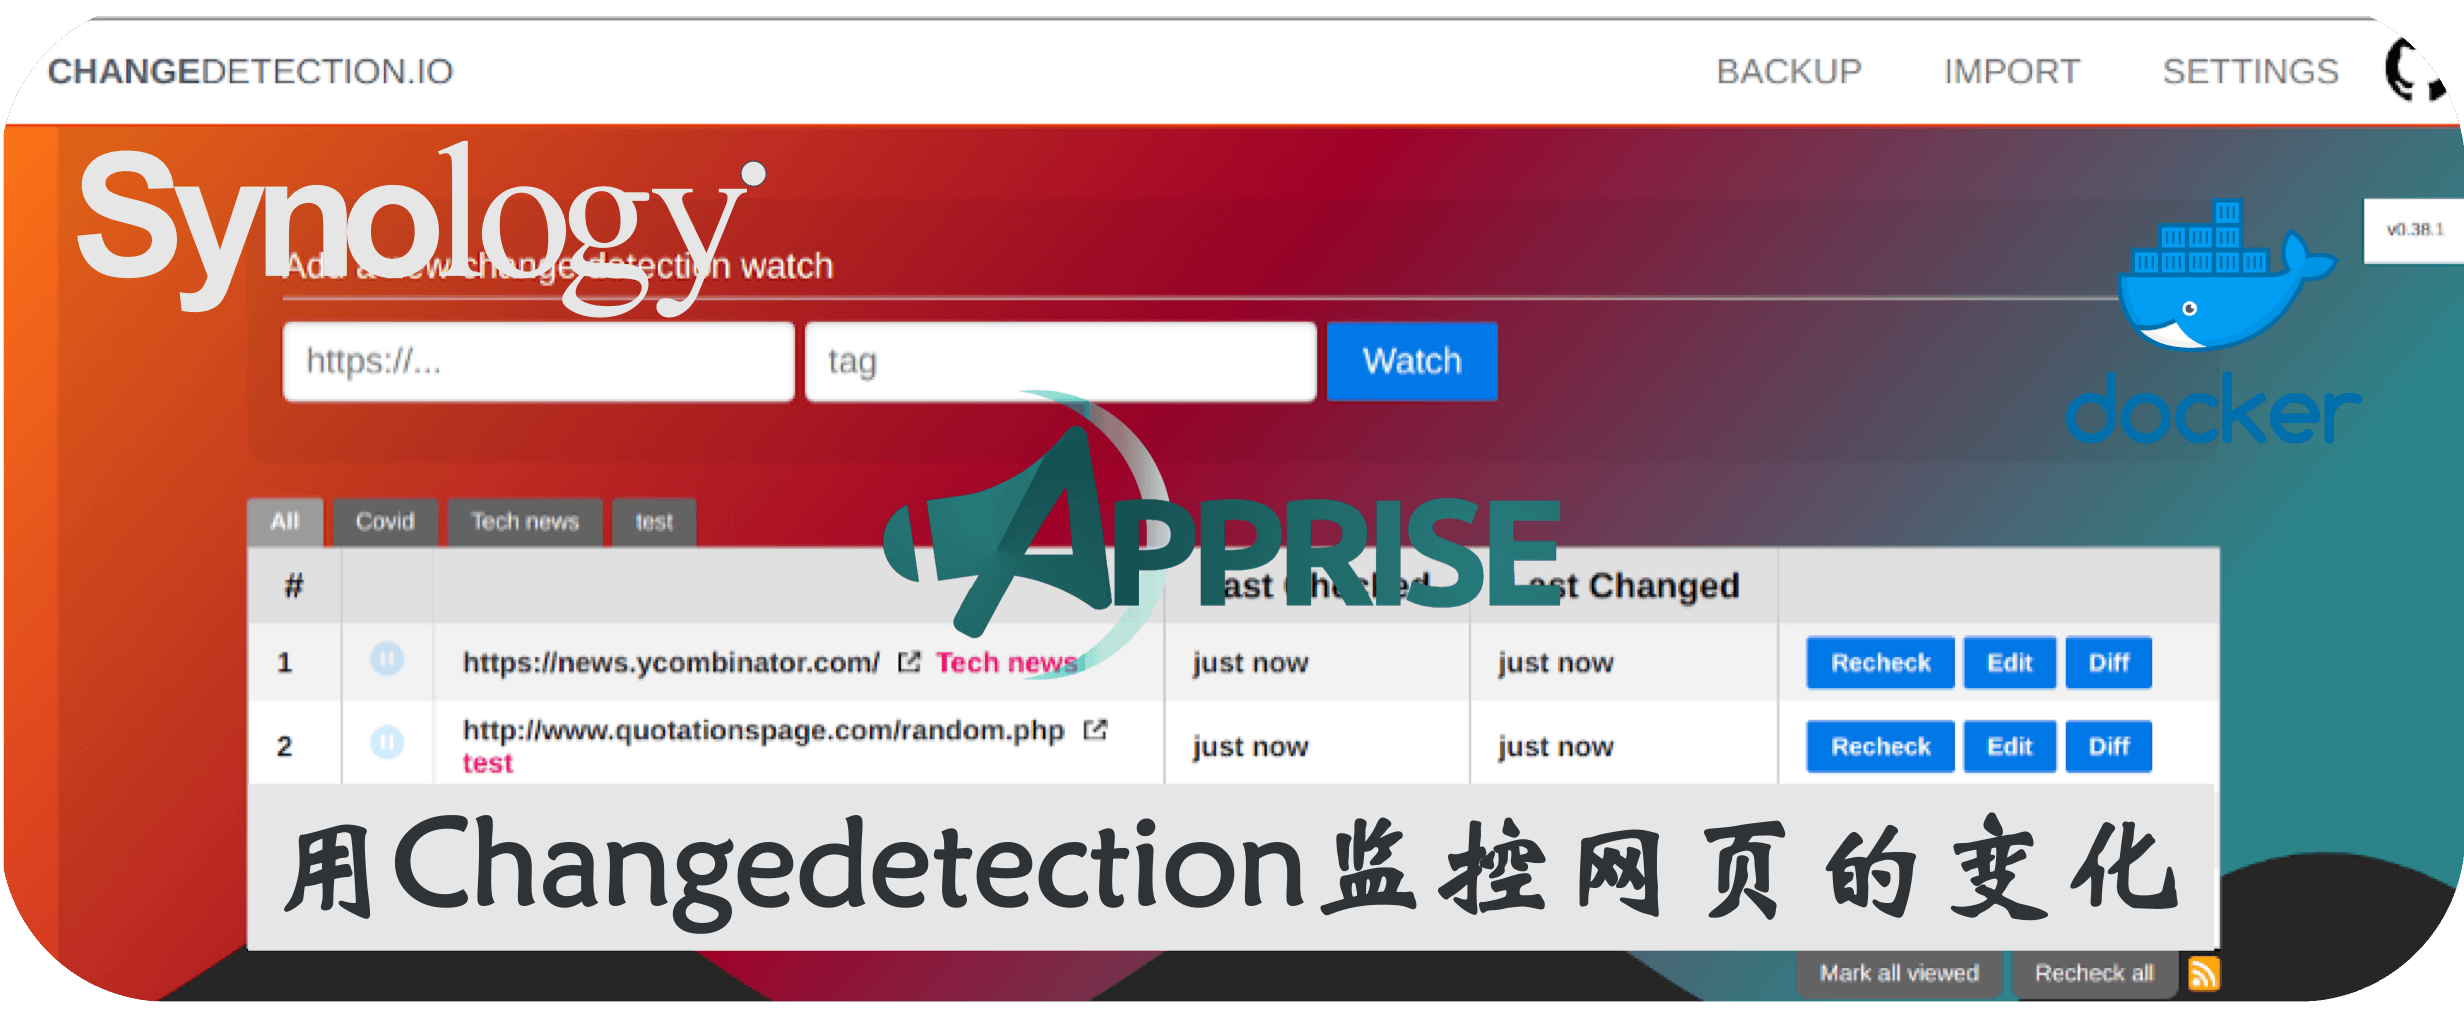 CHANGEDETECTION.IO BACKUP IMPORT SETTINGS
Synology
v0.38.1
Add a new change detection watch
https://... tag Watch
docker
APPRISE
All Covid Tech news test
# Last Checked Last Changed
1 https://news.ycombinator.com/ Tech news just now just now Recheck Edit Diff
2 http://www.quotationspage.com/random.php just now just now Recheck Edit Diff
test
用Changedetection监控网页的变化
Mark all viewed Recheck all